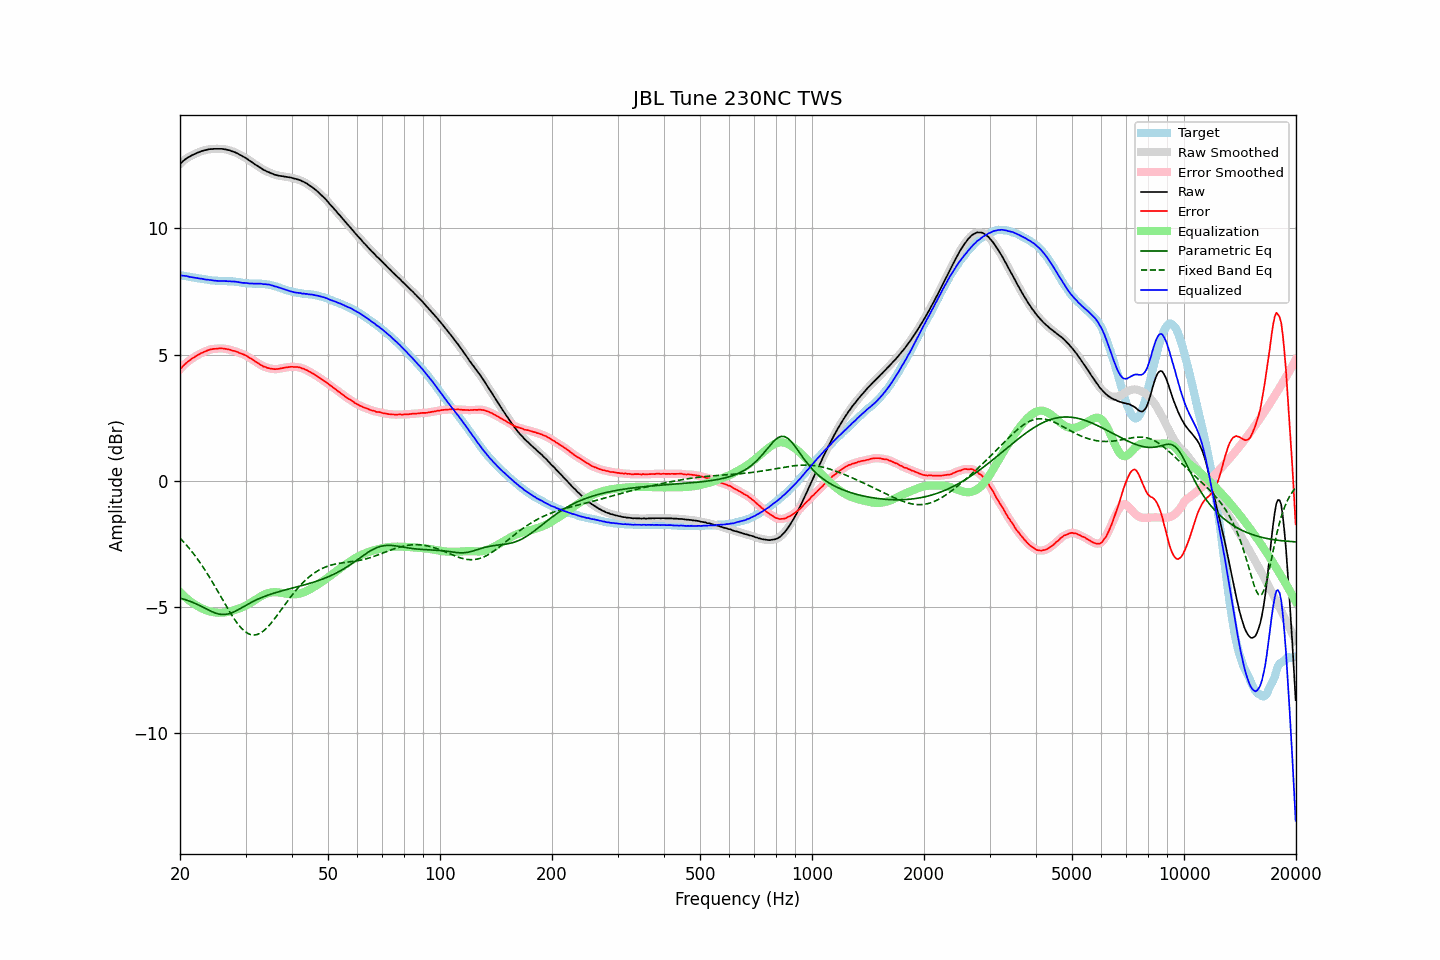 JBL Tune 230NC TWS
Target
Raw Smoothed
Error Smoothed
Raw
Error
Equalization
Parametric Eq
Fixed Band Eq
Equalized
Amplitude (dBr)
10
5
0
−5
−10
20 50 100 200 500 1000 2000 5000 10000 20000
Frequency (Hz)